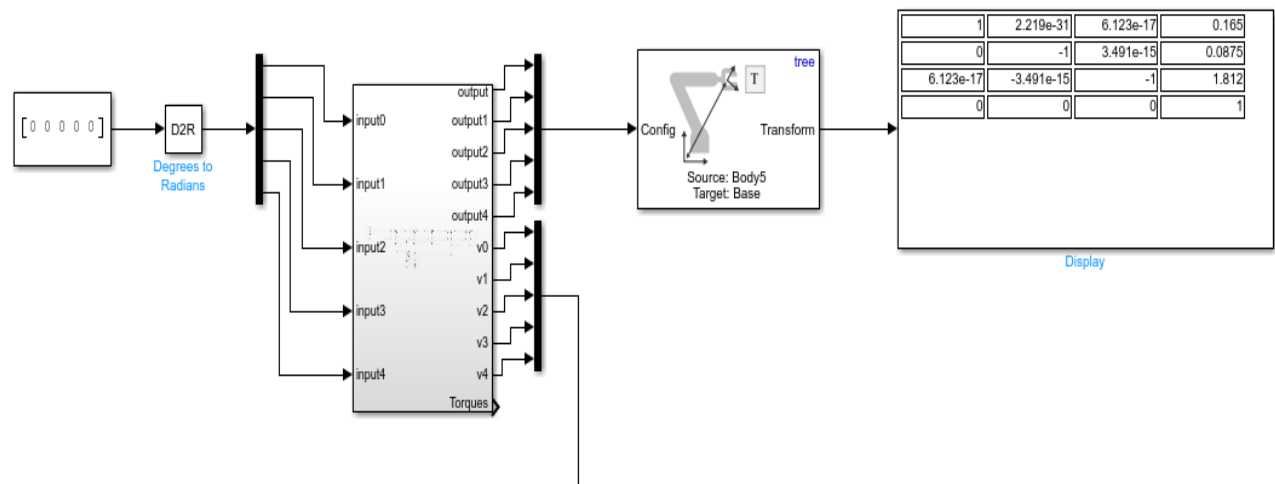 [0 0 0 0 0]
D2R
Degrees to
Radians
input0
input1
input2
input3
input4
output
output1
output2
output3
output4
v0
v1
v2
v3
v4
Torques
tree
T
Config
Transform
Source: Body5
Target: Base
1 2.219e-31 6.123e-17 0.165
0 -1 3.491e-15 0.0875
6.123e-17 -3.491e-15 -1 1.812
0 0 0 1
Display